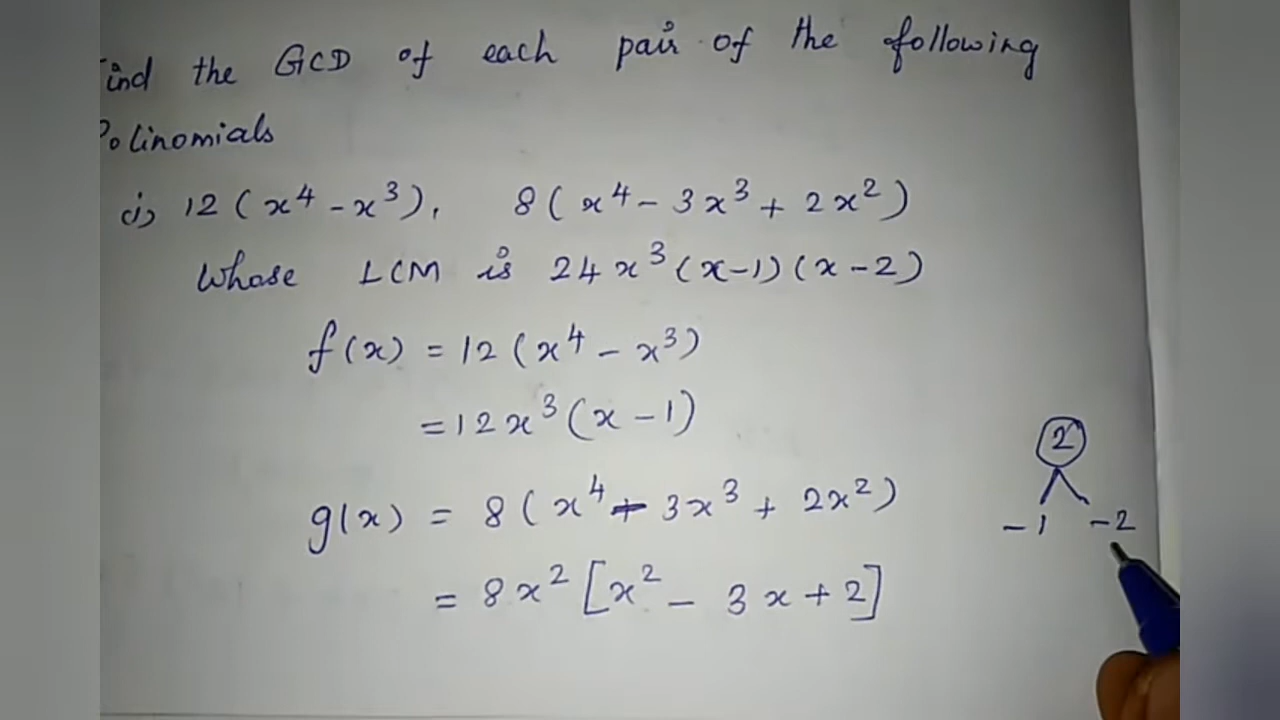 ind the GCD of each pair of the following
Polinomials
(i) 12 ( x⁴ - x³ ), 8 ( x⁴ - 3x³ + 2x² )
Whose LCM is 24x³ (x-1) (x-2)
f(x) = 12 ( x⁴ - x³ )
= 12x³ (x - 1)
g(x) = 8 ( x⁴ - 3x³ + 2x² )
= 8x² [ x² - 3x + 2 ]
2
-1 -2